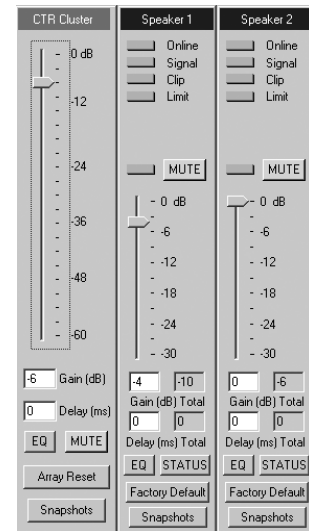 CTR Cluster
0 dB
-12
-24
-36
-48
-60
-6 Gain (dB)
0 Delay (ms)
EQ MUTE
Array Reset
Snapshots
Speaker 1
Online
Signal
Clip
Limit
MUTE
0 dB
-6
-12
-18
-24
-30
-4 -10
Gain (dB) Total
0 0
Delay (ms) Total
EQ STATUS
Factory Default
Snapshots
Speaker 2
Online
Signal
Clip
Limit
MUTE
0 dB
-6
-12
-18
-24
-30
0 -6
Gain (dB) Total
0 0
Delay (ms) Total
EQ STATUS
Factory Default
Snapshots